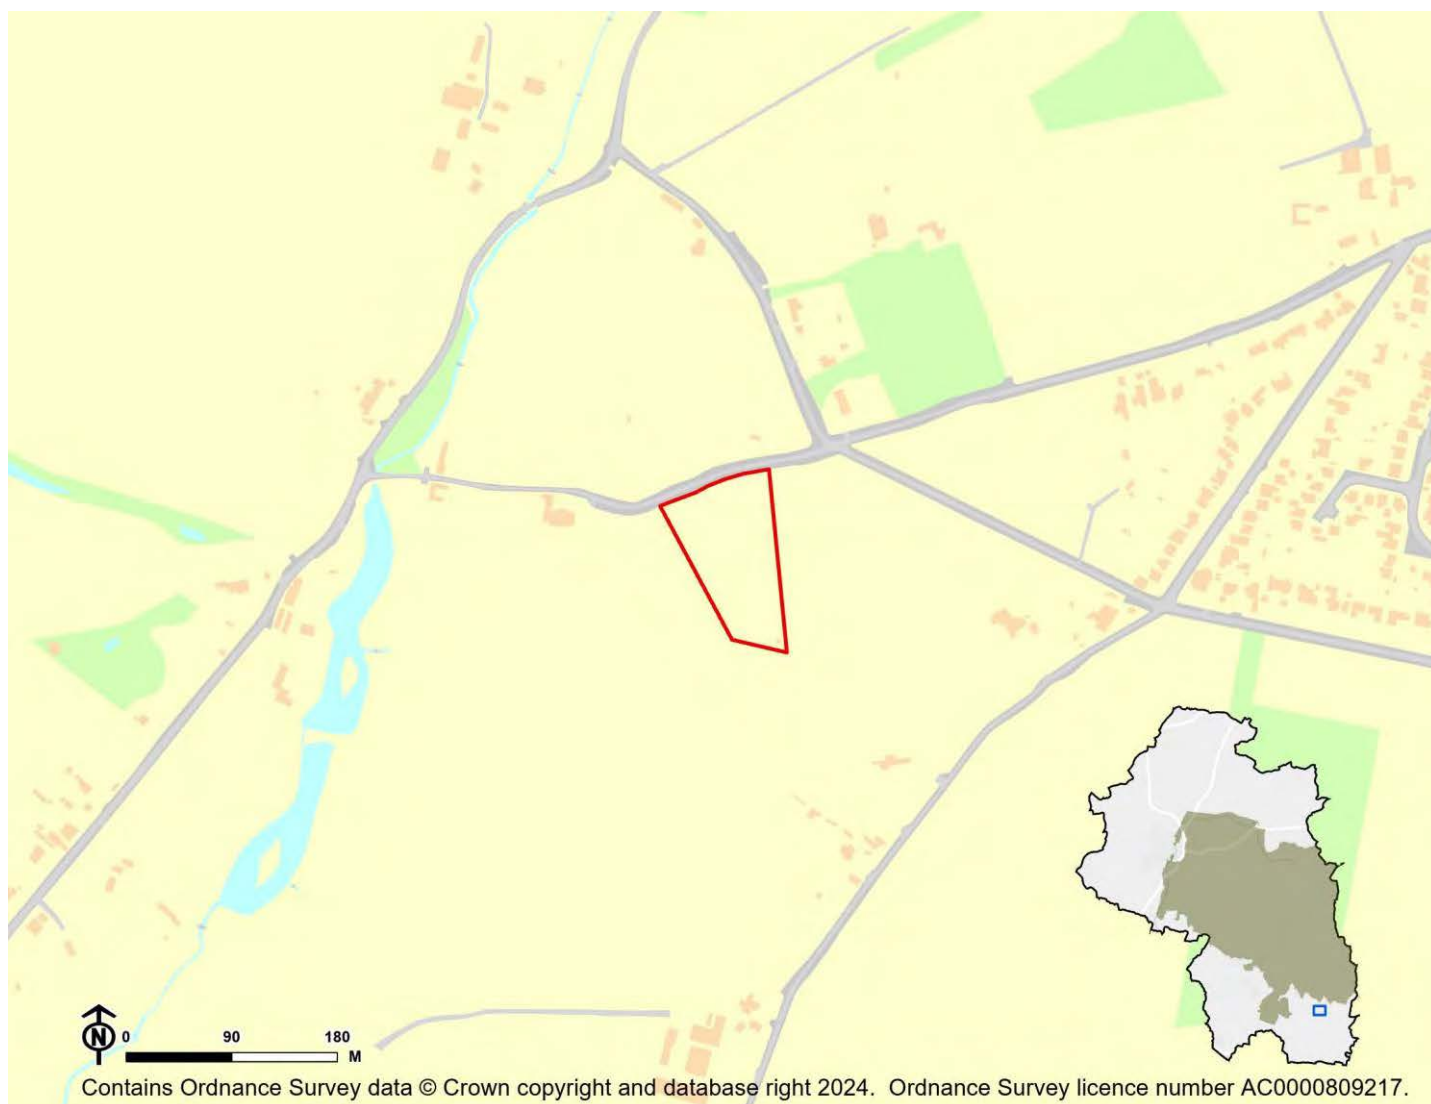 N
0 90 180
M
Contains Ordnance Survey data © Crown copyright and database right 2024. Ordnance Survey licence number AC0000809217.